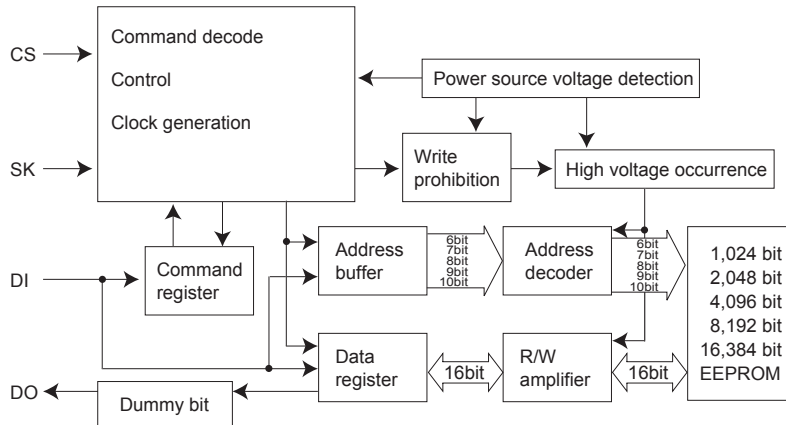 CS
Command decode
Control
Clock generation
Power source voltage detection
SK
Write
prohibition
High voltage occurrence
DI
Command
register
Address
buffer
6bit
7bit
8bit
9bit
10bit
Address
decoder
6bit
7bit
8bit
9bit
10bit
1,024 bit
2,048 bit
4,096 bit
8,192 bit
16,384 bit
EEPROM
Data
register
16bit
R/W
amplifier
16bit
DO
Dummy bit